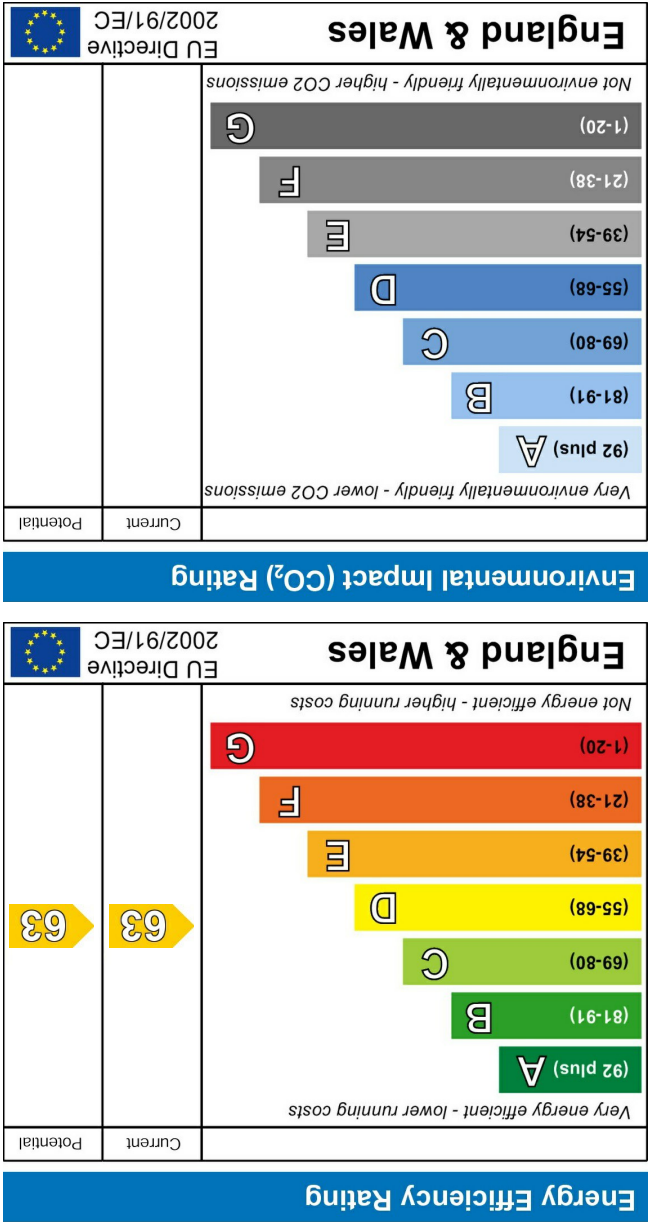 Energy Efficiency Rating
Current
Potential
Very energy efficient - lower running costs
(92 plus) A
(81-91) B
(69-80) C
(55-68) D
63
63
(39-54) E
(21-38) F
(1-20) G
Not energy efficient - higher running costs
England & Wales
EU Directive
2002/91/EC
Environmental Impact (CO₂) Rating
Current
Potential
Very environmentally friendly - lower CO2 emissions
(92 plus) A
(81-91) B
(69-80) C
(55-68) D
(39-54) E
(21-38) F
(1-20) G
Not environmentally friendly - higher CO2 emissions
England & Wales
EU Directive
2002/91/EC